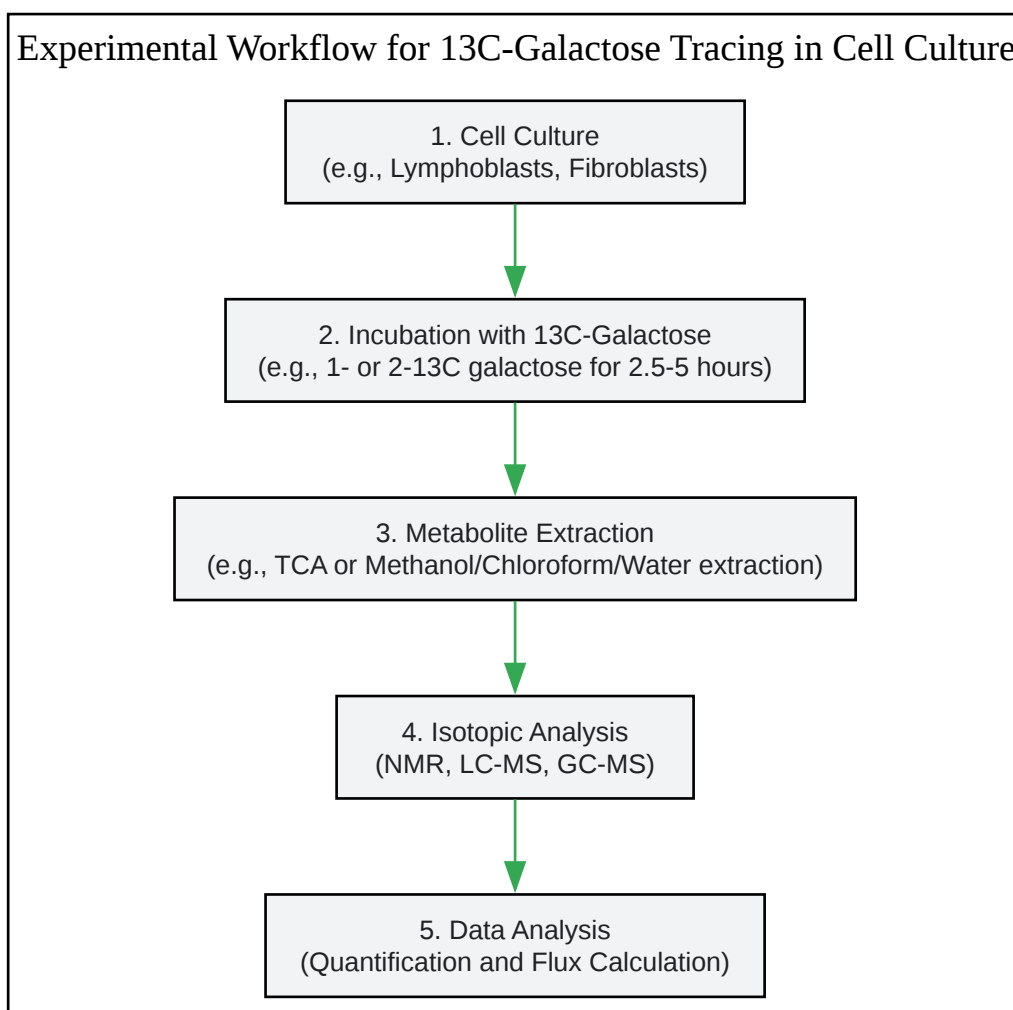 Experimental Workflow for 13C-Galactose Tracing in Cell Culture
1. Cell Culture
(e.g., Lymphoblasts, Fibroblasts)
2. Incubation with 13C-Galactose
(e.g., 1- or 2-13C galactose for 2.5-5 hours)
3. Metabolite Extraction
(e.g., TCA or Methanol/Chloroform/Water extraction)
4. Isotopic Analysis
(NMR, LC-MS, GC-MS)
5. Data Analysis
(Quantification and Flux Calculation)